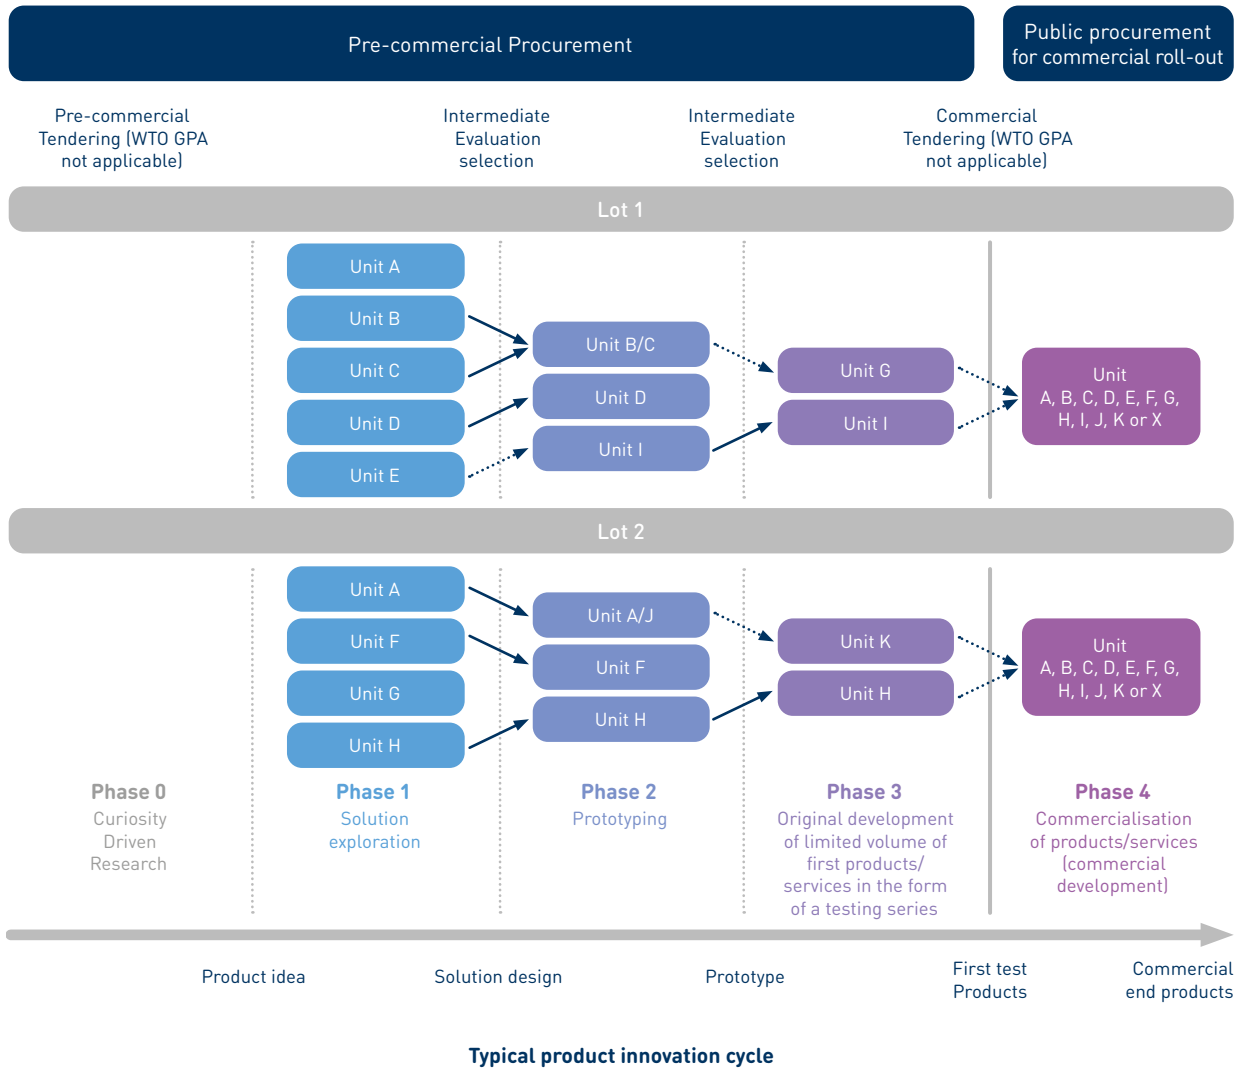 Pre-commercial Procurement
Public procurement
for commercial roll-out
Pre-commercial
Tendering (WTO GPA
not applicable)
Intermediate
Evaluation
selection
Intermediate
Evaluation
selection
Commercial
Tendering (WTO GPA
not applicable)
Lot 1
Unit A
Unit B
Unit C
Unit D
Unit E
Unit B/C
Unit D
Unit I
Unit G
Unit I
Unit
A, B, C, D, E, F, G,
H, I, J, K or X
Lot 2
Unit A
Unit F
Unit G
Unit H
Unit A/J
Unit F
Unit H
Unit K
Unit H
Unit
A, B, C, D, E, F, G,
H, I, J, K or X
Phase 0
Curiosity
Driven
Research
Phase 1
Solution
exploration
Phase 2
Prototyping
Phase 3
Original development
of limited volume of
first products/
services in the form
of a testing series
Phase 4
Commercialisation
of products/services
(commercial
development)
Product idea
Solution design
Prototype
First test
Products
Commercial
end products
Typical product innovation cycle